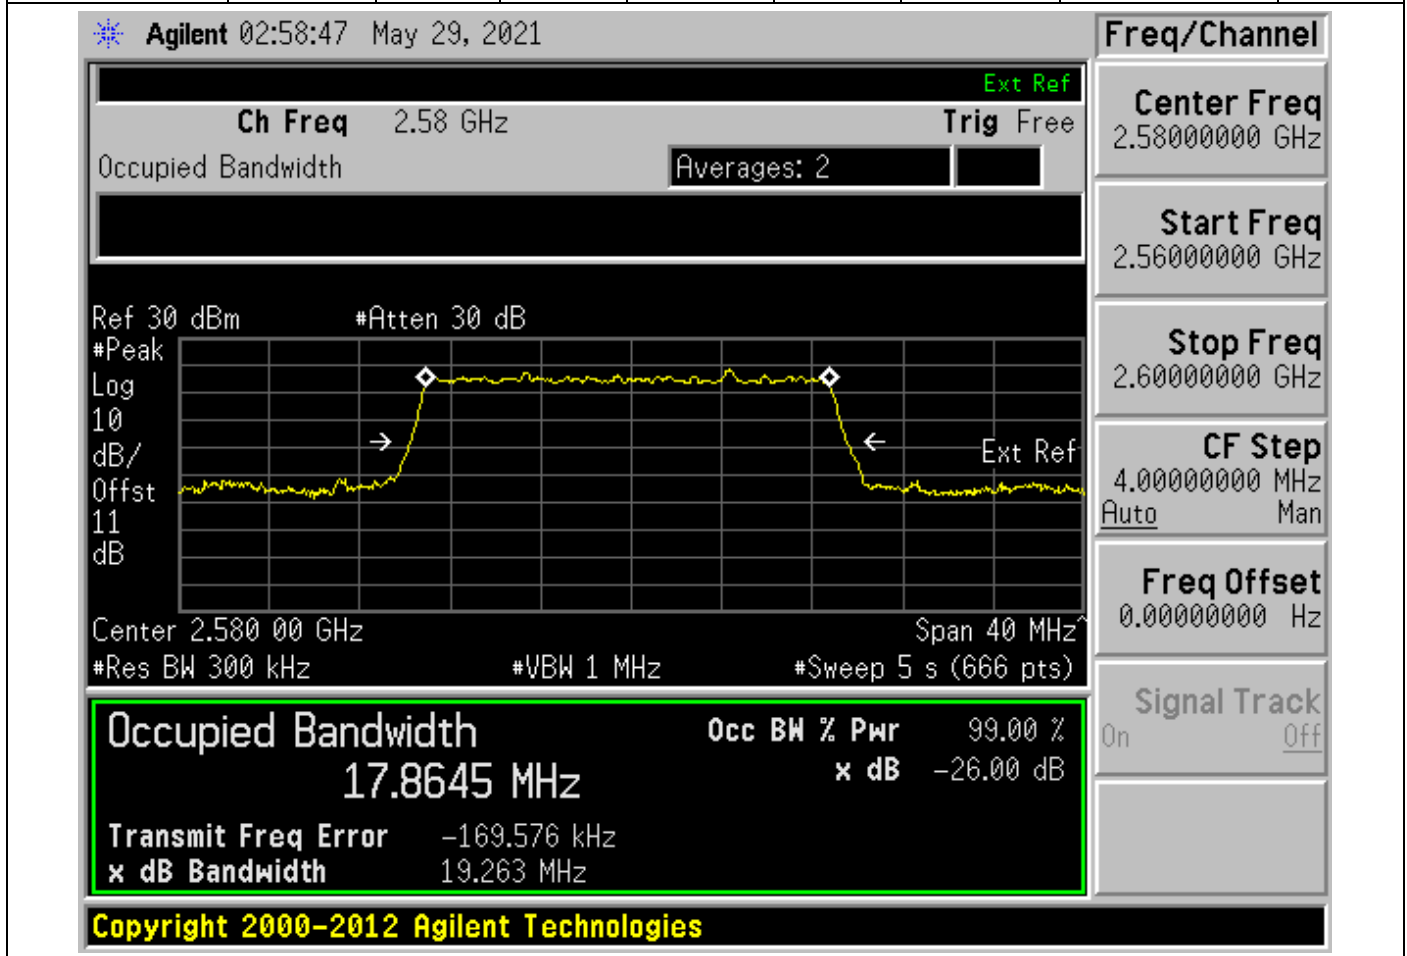 Agilent 02:58:47 May 29, 2021
Freq/Channel
Ext Ref
Ch Freq 2.58 GHz Trig Free
Occupied Bandwidth Averages: 2
Center Freq
2.58000000 GHz
Start Freq
2.56000000 GHz
Stop Freq
2.60000000 GHz
CF Step
4.00000000 MHz
Auto Man
Freq Offset
0.00000000 Hz
Signal Track
On Off
Ref 30 dBm #Atten 30 dB
#Peak
Log
10
dB/
Offst
11
dB
Ext Ref
Center 2.580 00 GHz Span 40 MHz^
#Res BW 300 kHz #VBW 1 MHz #Sweep 5 s (666 pts)
Occupied Bandwidth
17.8645 MHz
Occ BW % Pwr 99.00 %
x dB -26.00 dB
Transmit Freq Error -169.576 kHz
x dB Bandwidth 19.263 MHz
Copyright 2000-2012 Agilent Technologies